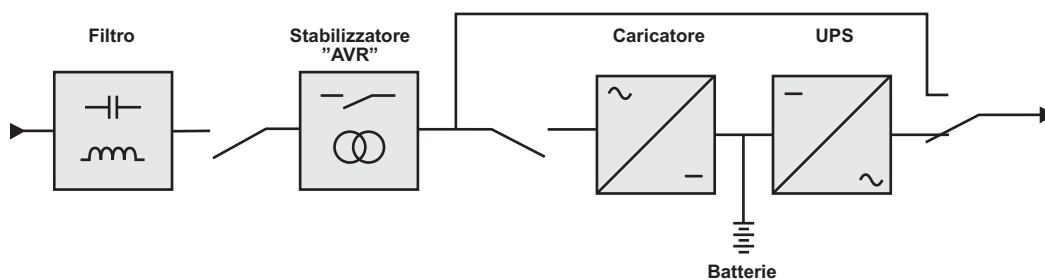 Filtro
Stabilizzatore
”AVR”
Caricatore
UPS
Batterie